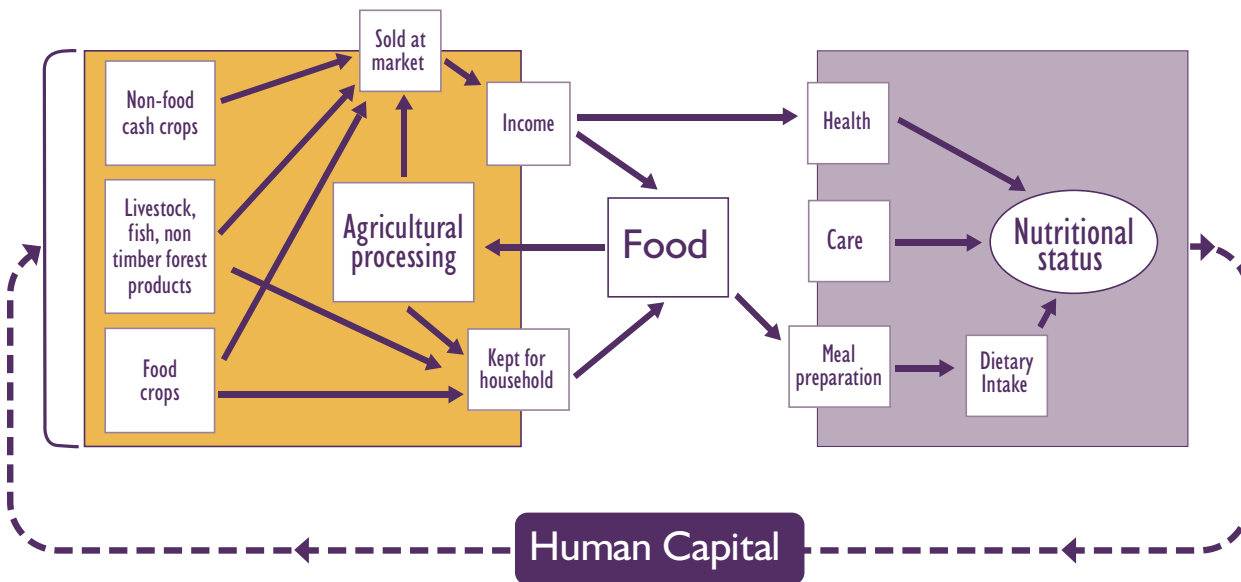 Sold at
market
Non-food
cash crops
Income
Health
Livestock,
fish, non
timber forest
products
Agricultural
processing
Food
Care
Nutritional
status
Food
crops
Kept for
household
Meal
preparation
Dietary
Intake
Human Capital